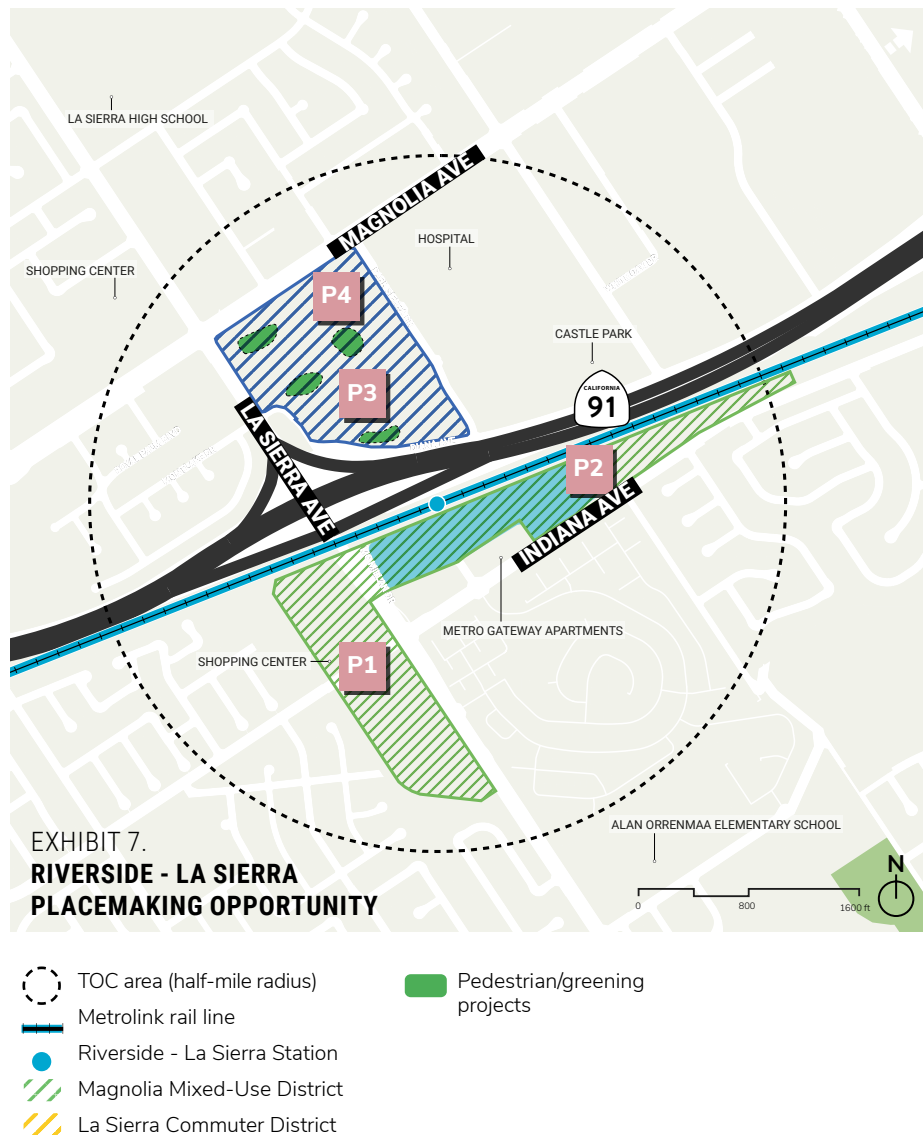 LA SIERRA HIGH SCHOOL
MAGNOLIA AVE
HOSPITAL
SHOPPING CENTER
P4
CASTLE PARK
P3
CALIFORNIA
91
LA SIERRA AVE
P2
INDIANA AVE
METRO GATEWAY APARTMENTS
SHOPPING CENTER
P1
ALAN ORRENMAA ELEMENTARY SCHOOL
EXHIBIT 7.
RIVERSIDE - LA SIERRA
PLACEMAKING OPPORTUNITY
N
0 800 1600 ft
TOC area (half-mile radius)
Metrolink rail line
Riverside - La Sierra Station
Magnolia Mixed-Use District
La Sierra Commuter District
Pedestrian/greening
projects